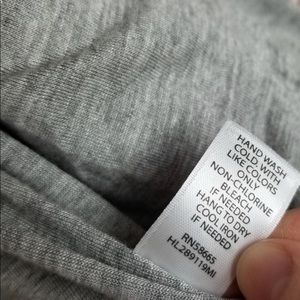 HAND WASH
COLD. WITH
LIKE COLORS
ONLY
NON-CHLORINE
BLEACH
IF NEEDED
HANG TO DRY
COOL IRON
IF NEEDED
RN58665
HL289119MI